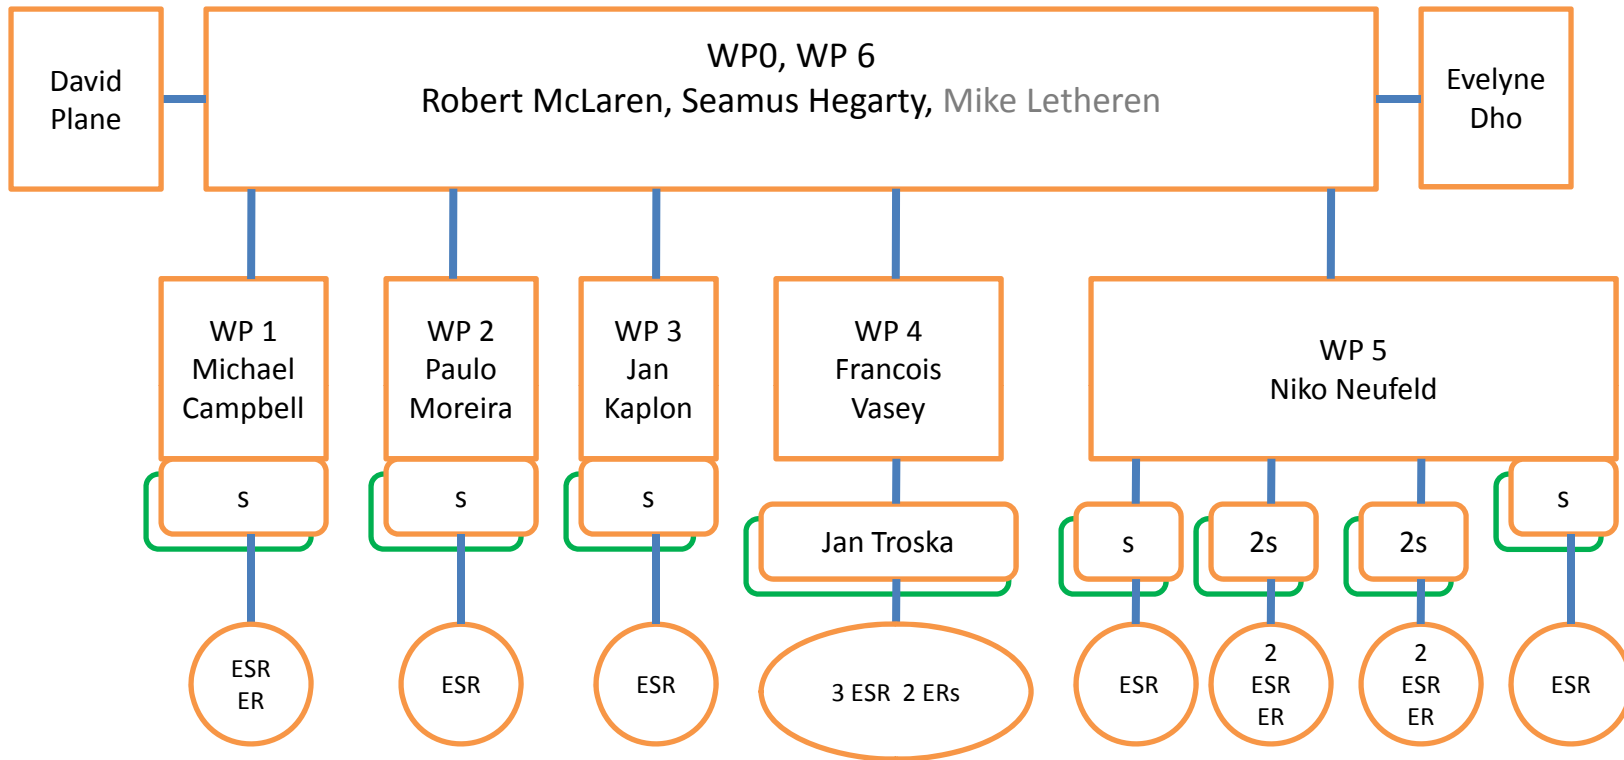 David
Plane
WP0, WP 6
Robert McLaren, Seamus Hegarty, Mike Letheren
Evelyne
Dho
WP 1
Michael
Campbell
WP 2
Paulo
Moreira
WP 3
Jan
Kaplon
WP 4
Francois
Vasey
WP 5
Niko Neufeld
s
s
s
Jan Troska
s
2s
2s
s
ESR
ER
ESR
ESR
3 ESR 2 ERs
ESR
2
ESR
ER
2
ESR
ER
ESR